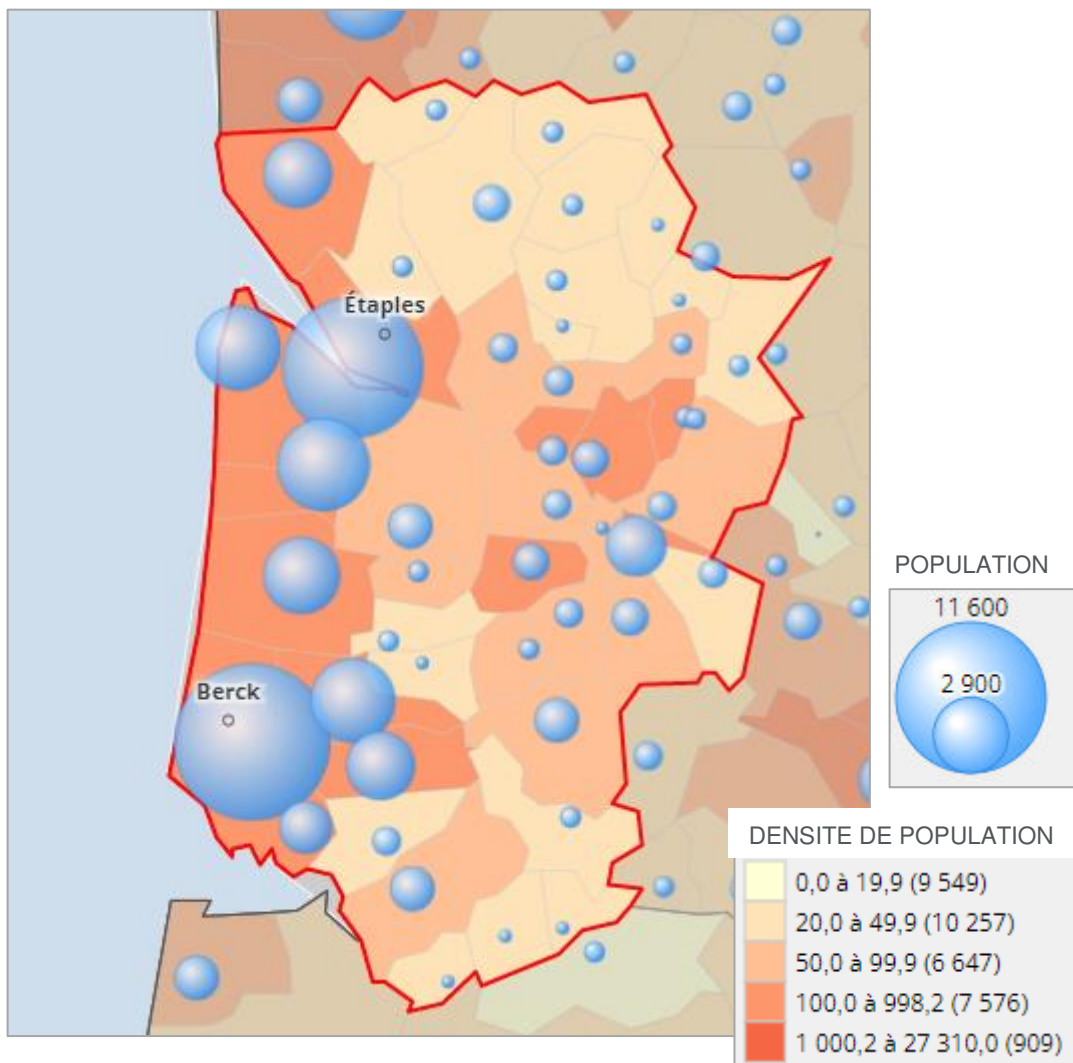 Étaples
Berck
POPULATION
11 600
2 900
DENSITE DE POPULATION
0,0 à 19,9 (9 549)
20,0 à 49,9 (10 257)
50,0 à 99,9 (6 647)
100,0 à 998,2 (7 576)
1 000,2 à 27 310,0 (909)